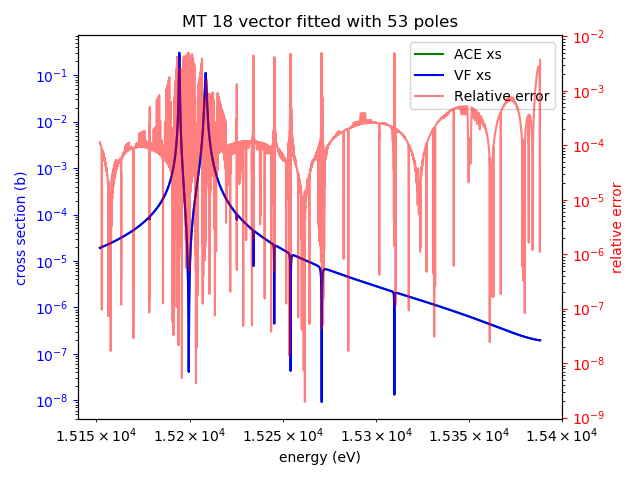 MT 18 vector fitted with 53 poles
ACE xs
VF xs
Relative error
cross section (b)
10⁻¹
10⁻²
10⁻³
10⁻⁴
10⁻⁵
10⁻⁶
10⁻⁷
10⁻⁸
10⁻²
10⁻³
10⁻⁴
10⁻⁵
10⁻⁶
10⁻⁷
10⁻⁸
10⁻⁹
relative error
1.515 × 10⁴ 1.52 × 10⁴ 1.525 × 10⁴ 1.53 × 10⁴ 1.535 × 10⁴ 1.54 × 10⁴
energy (eV)